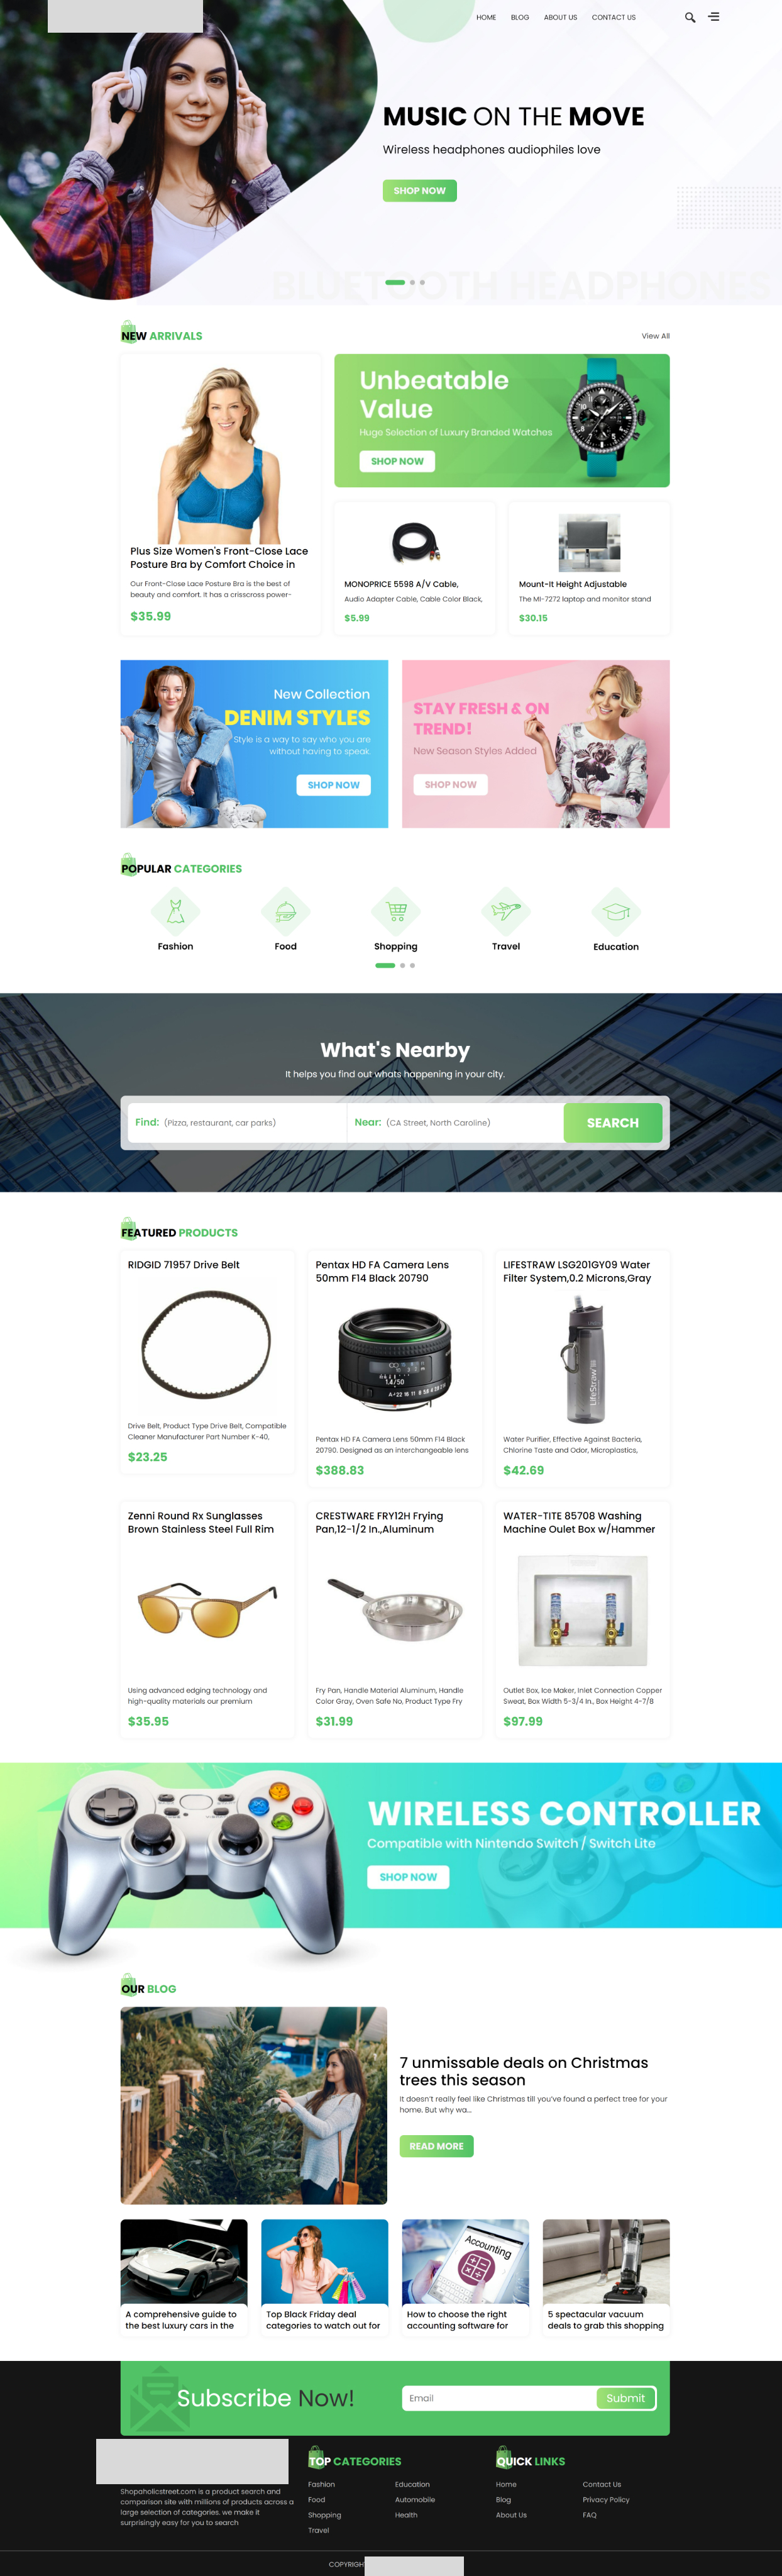 HOME BLOG ABOUT US CONTACT US
MUSIC ON THE MOVE
Wireless headphones audiophiles love
SHOP NOW
BLUETOOTH HEADPHONES
NEW ARRIVALS
View All
Plus Size Women's Front-Close Lace
Posture Bra by Comfort Choice in
Our Front-Close Lace Posture Bra is the best of
beauty and comfort. It has a crisscross power-
$35.99
Unbeatable
Value
Huge Selection of Luxury Branded Watches
SHOP NOW
MONOPRICE 5598 A/V Cable,
Audio Adapter Cable, Cable Color Black,
$5.99
Mount-It Height Adjustable
The MI-7272 laptop and monitor stand
$30.15
New Collection
DENIM STYLES
Style is a way to say who you are
without having to speak.
SHOP NOW
STAY FRESH & ON
TREND!
New Season Styles Added
SHOP NOW
POPULAR CATEGORIES
Fashion
Food
Shopping
Travel
Education
What's Nearby
It helps you find out whats happening in your city.
Find: (Pizza, restaurant, car parks)
Near: (CA Street, North Caroline)
SEARCH
FEATURED PRODUCTS
RIDGID 71957 Drive Belt
Drive Belt, Product Type Drive Belt, Compatible
Cleaner Manufacturer Part Number K-40,
$23.25
Pentax HD FA Camera Lens
50mm F14 Black 20790
1:1.4/50
Pentax HD FA Camera Lens 50mm F14 Black
20790. Designed as an interchangeable lens
$388.83
LIFESTRAW LSG201GY09 Water
Filter System,0.2 Microns,Gray
LifeStraw
Water Purifier, Effective Against Bacteria,
Chlorine Taste and Odor, Microplastics,
$42.69
Zenni Round Rx Sunglasses
Brown Stainless Steel Full Rim
Using advanced edging technology and
high-quality materials our premium
$35.95
CRESTWARE FRY12H Frying
Pan,12-1/2 In.,Aluminum
Fry Pan, Handle Material Aluminum, Handle
Color Gray, Oven Safe No, Product Type Fry
$31.99
WATER-TITE 85708 Washing
Machine Oulet Box w/Hammer
Outlet Box, Ice Maker, Inlet Connection Copper
Sweat, Box Width 5-3/4 In., Box Height 4-7/8
$97.99
WIRELESS CONTROLLER
Compatible with Nintendo Switch / Switch Lite
SHOP NOW
OUR BLOG
7 unmissable deals on Christmas
trees this season
It doesn't really feel like Christmas till you've found a perfect tree for your
home. But why wa...
READ MORE
Accounting
A comprehensive guide to
the best luxury cars in the
Top Black Friday deal
categories to watch out for
How to choose the right
accounting software for
5 spectacular vacuum
deals to grab this shopping
Subscribe Now!
Email
Submit
Shopaholicstreet.com is a product search and
comparison site with millions of products across a
large selection of categories. we make it
surprisingly easy for you to search
TOP CATEGORIES
Fashion
Food
Shopping
Travel
Education
Automobile
Health
QUICK LINKS
Home
Blog
About Us
Contact Us
Privacy Policy
FAQ
COPYRIGH